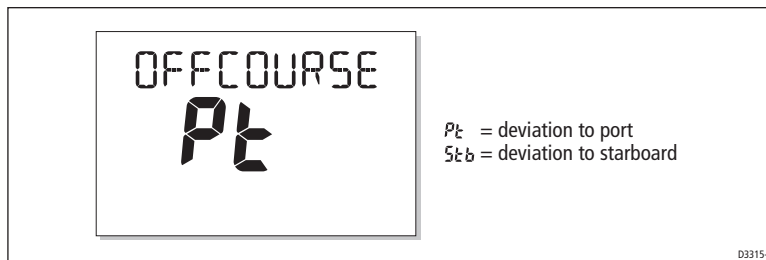 OFFCOURSE
Pt
Pt = deviation to port
Stb = deviation to starboard
D3315-